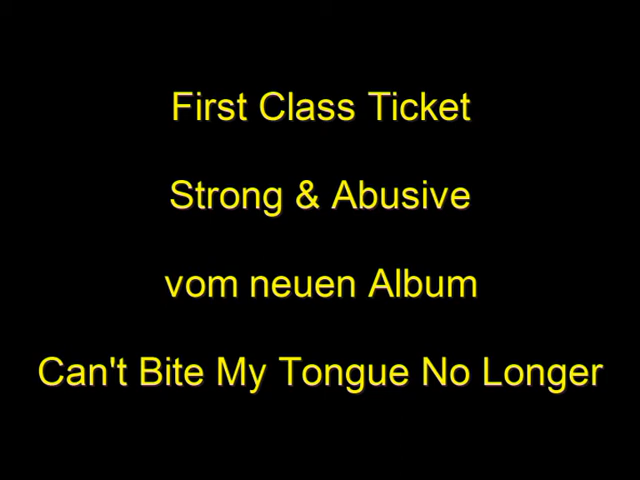 First Class Ticket
Strong & Abusive
vom neuen Album
Can't Bite My Tongue No Longer